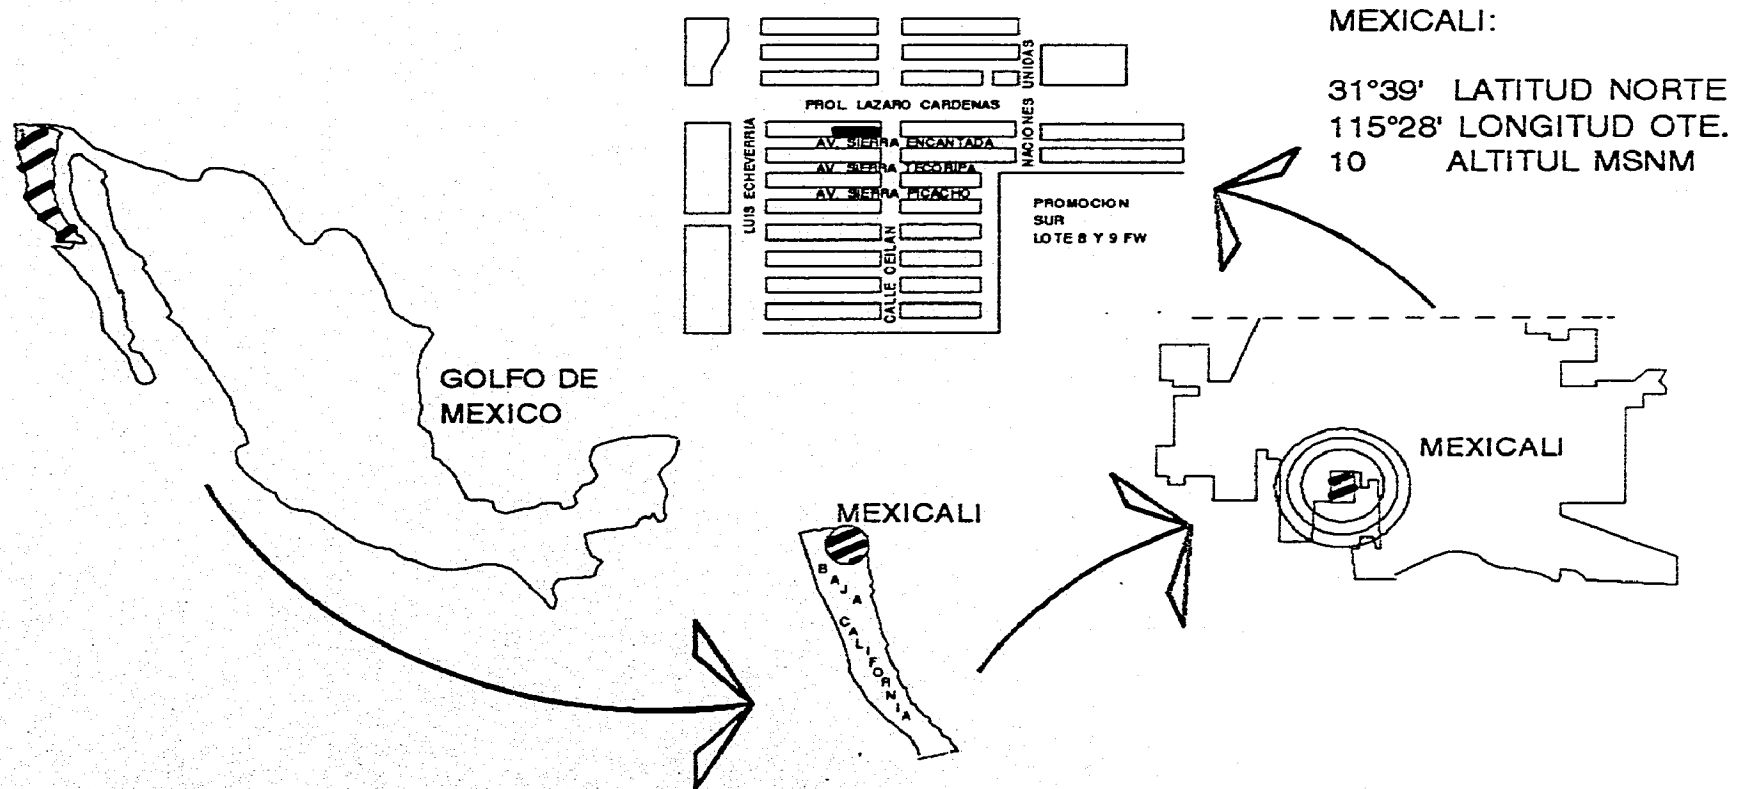 MEXICALI:
31°39' LATITUD NORTE
115°28' LONGITUD OTE.
10 ALTITUL MSNM
NACIONES UNIDAS
PROL. LAZARO CARDENAS
LUIS ECHEVERRIA
AV. SIERRA ENCANTADA
AV. SIERRA TECORIPA
AV. SIERRA PICACHO
CALLE CEILAN
PROMOCION
SUR
LOTE 8 Y 9 FW
GOLFO DE
MEXICO
MEXICALI
BAJA CALIFORNIA
MEXICALI